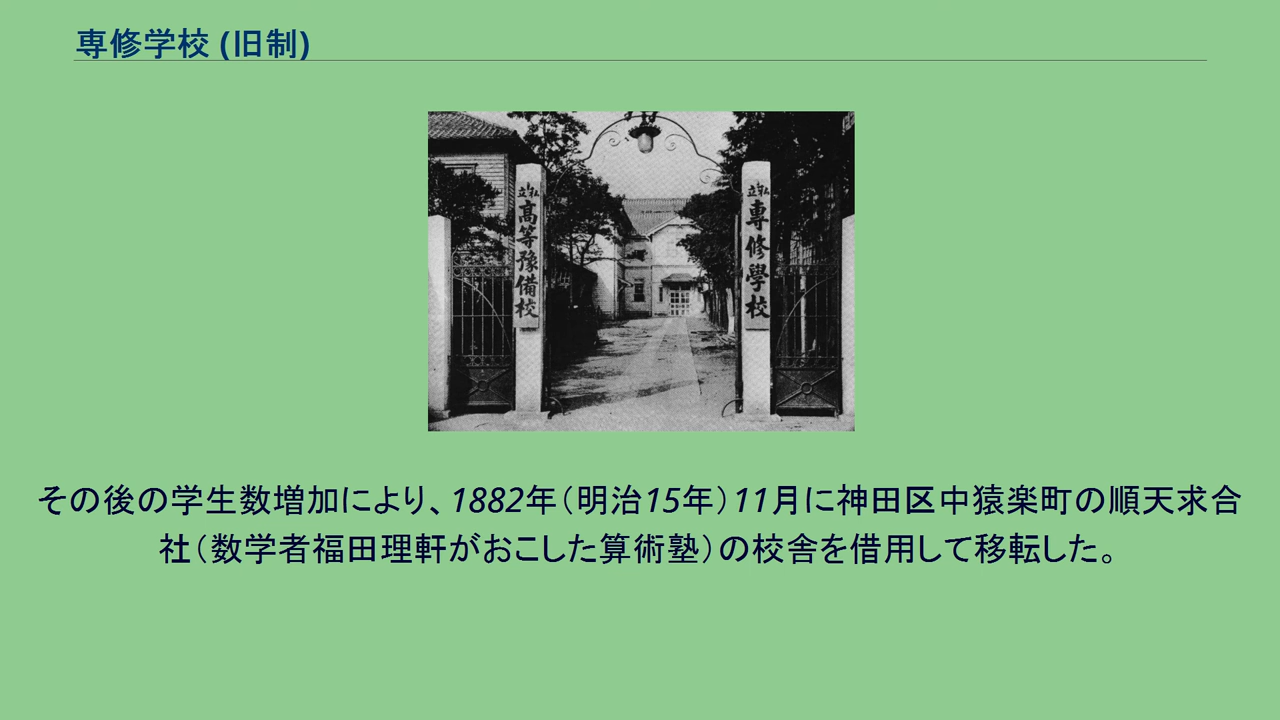 専修学校 (旧制)
立私
高等豫備校
立私
専修學校
その後の学生数増加により、1882年（明治15年）11月に神田区中猿楽町の順天求合
社（数学者福田理軒がおこした算術塾）の校舎を借用して移転した。